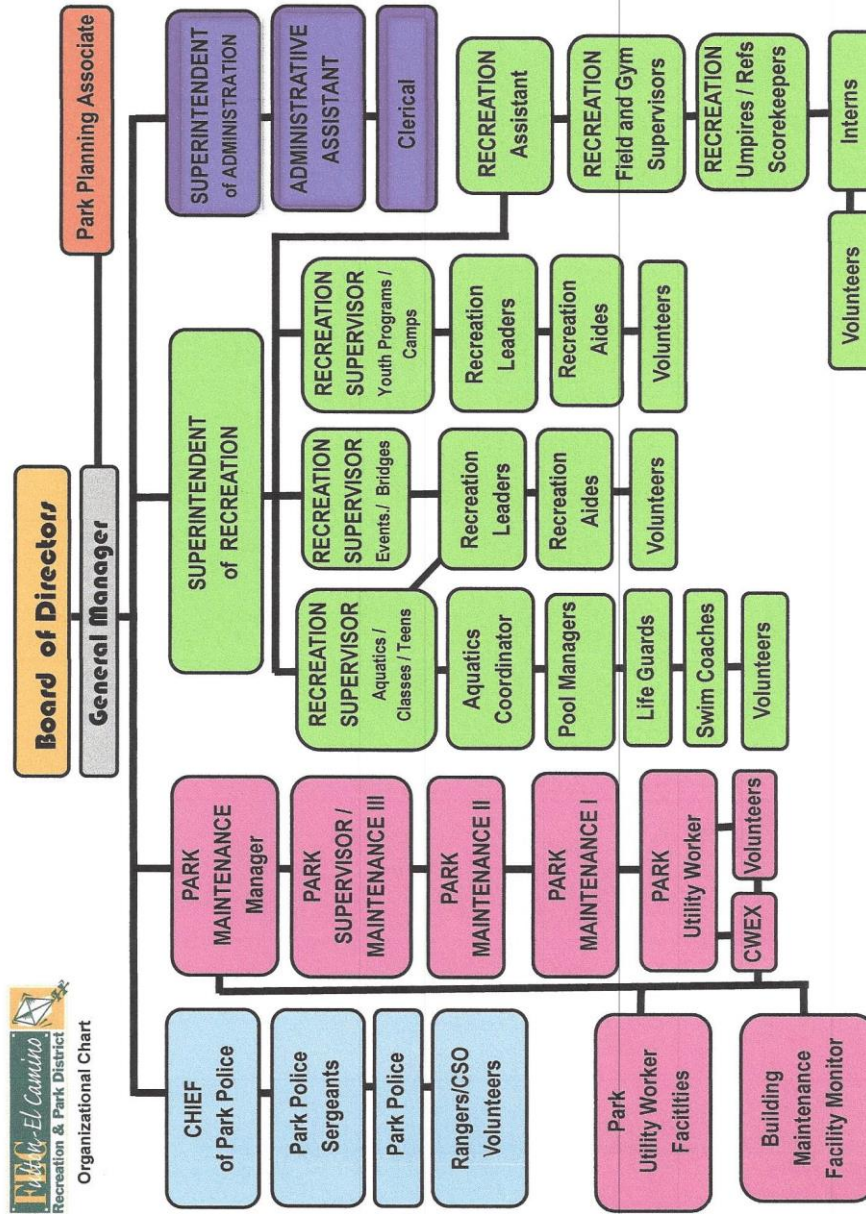 FEC
Fulton-El Camino
Recreation & Park District
Organizational Chart
Board of Directors
General Manager
Park Planning Associate
CHIEF
of Park Police
Park Police
Sergeants
Park Police
Rangers/CSO
Volunteers
PARK
MAINTENANCE
Manager
PARK
SUPERVISOR /
MAINTENANCE III
PARK
MAINTENANCE II
PARK
MAINTENANCE I
PARK
Utility Worker
CWEX
Volunteers
Park
Utility Worker
Facitities
Building
Maintenance
Facility Monitor
SUPERINTENDENT
of RECREATION
RECREATION
SUPERVISOR
Aquatics /
Classes / Teens
Aquatics
Coordinator
Pool Managers
Life Guards
Swim Coaches
Volunteers
RECREATION
SUPERVISOR
Events./ Bridges
Recreation
Leaders
Recreation
Aides
Volunteers
RECREATION
SUPERVISOR
Youth Programs /
Camps
Recreation
Leaders
Recreation
Aides
Volunteers
RECREATION
Assistant
RECREATION
Field and Gym
Supervisors
RECREATION
Umpires / Refs
Scorekeepers
Interns
Volunteers
SUPERINTENDENT
of ADMINISTRATION
ADMINISTRATIIVE
ASSISTANT
Clerical